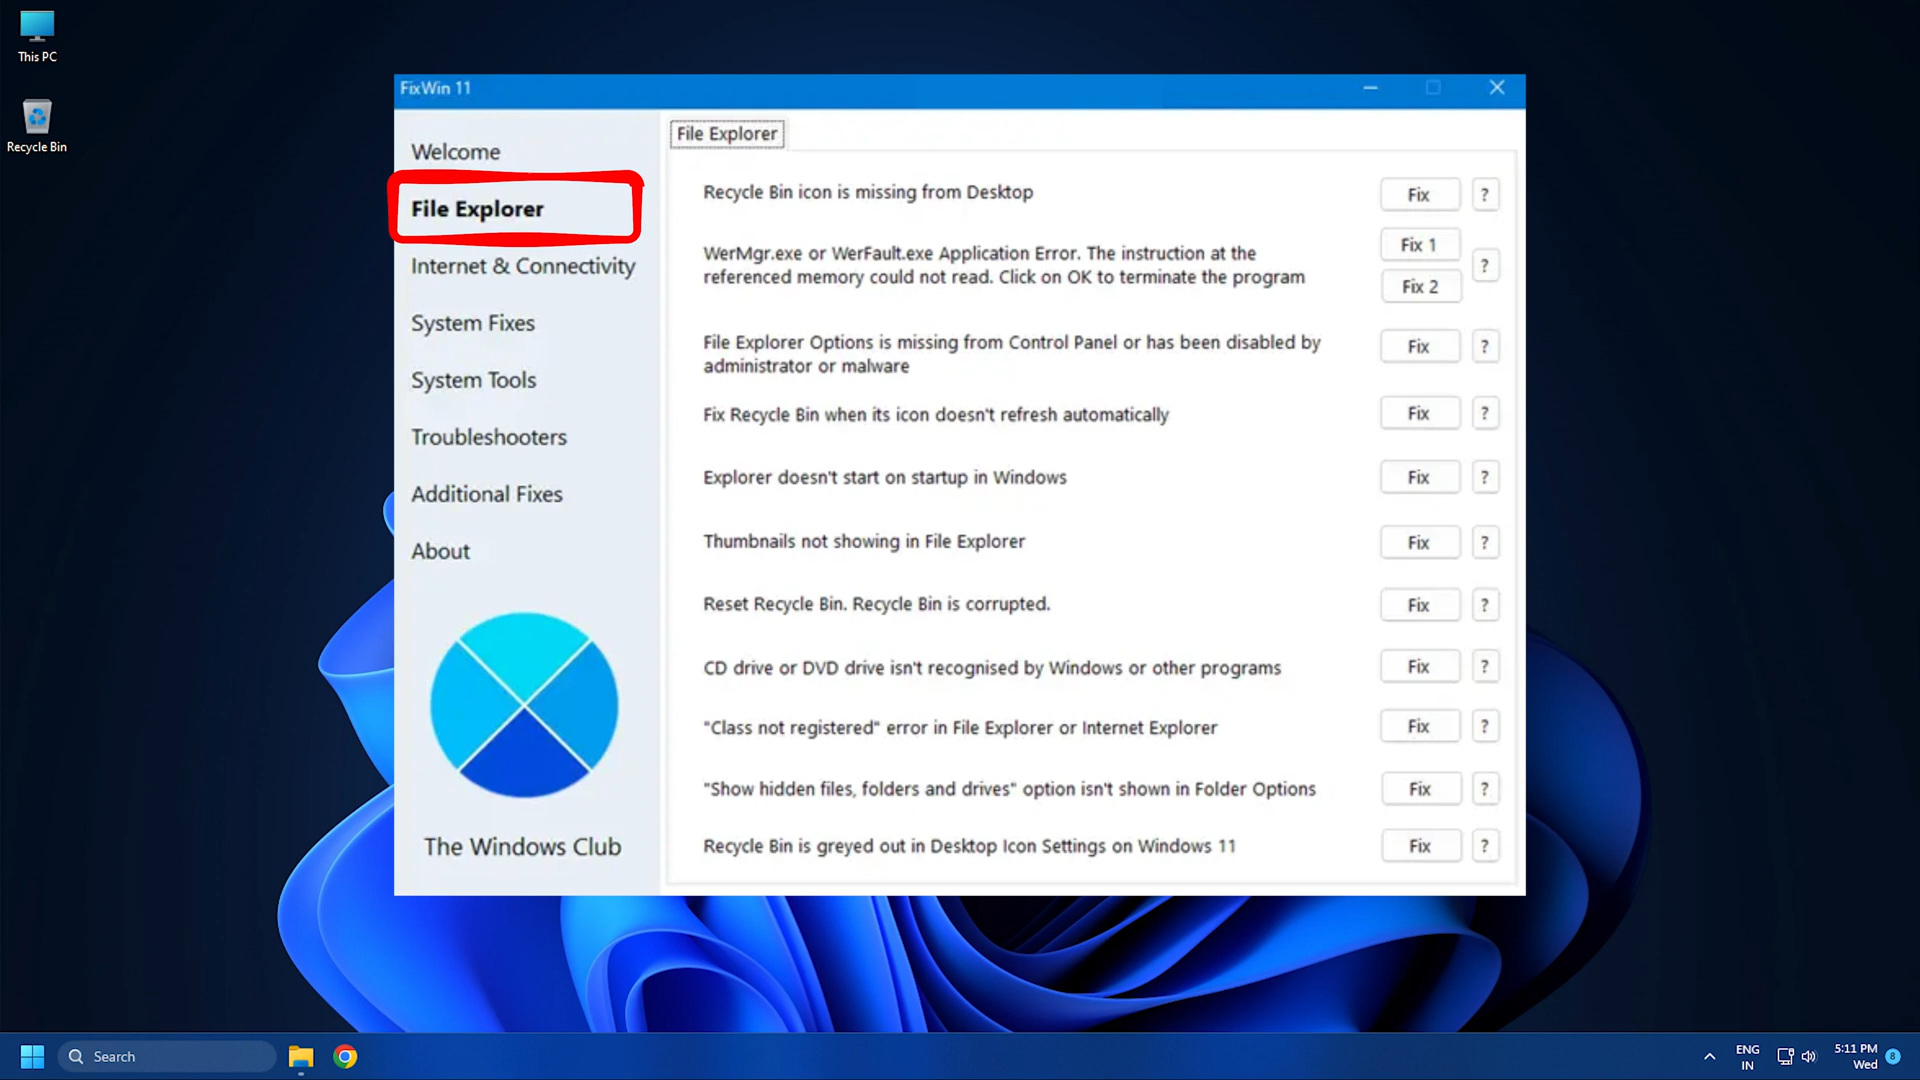 This PC
Recycle Bin
FixWin 11
Welcome
File Explorer
Internet & Connectivity
System Fixes
System Tools
Troubleshooters
Additional Fixes
About
The Windows Club
File Explorer
Recycle Bin icon is missing from Desktop
Fix
?
WerMgr.exe or WerFault.exe Application Error. The instruction at the
referenced memory could not read. Click on OK to terminate the program
Fix 1
Fix 2
?
File Explorer Options is missing from Control Panel or has been disabled by
administrator or malware
Fix
?
Fix Recycle Bin when its icon doesn't refresh automatically
Fix
?
Explorer doesn't start on startup in Windows
Fix
?
Thumbnails not showing in File Explorer
Fix
?
Reset Recycle Bin. Recycle Bin is corrupted.
Fix
?
CD drive or DVD drive isn't recognised by Windows or other programs
Fix
?
"Class not registered" error in File Explorer or Internet Explorer
Fix
?
"Show hidden files, folders and drives" option isn't shown in Folder Options
Fix
?
Recycle Bin is greyed out in Desktop Icon Settings on Windows 11
Fix
?
Search
ENG
IN
5:11 PM
Wed
8